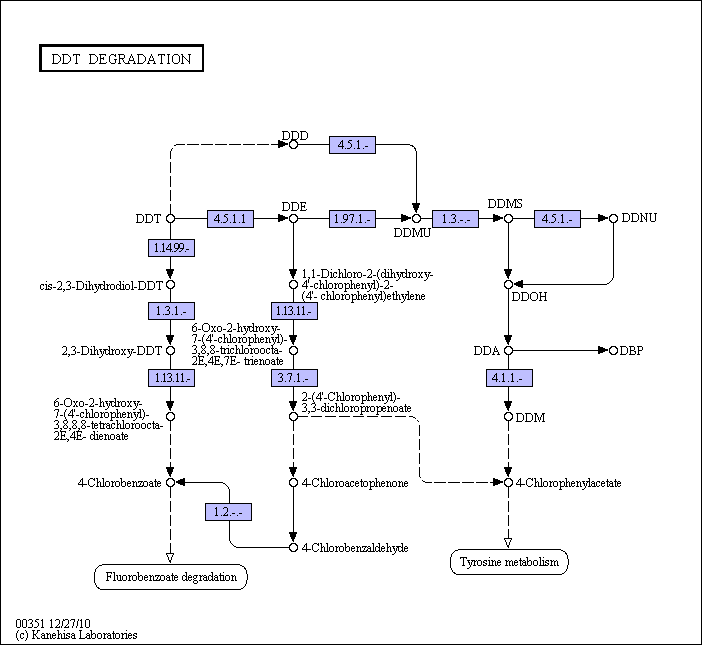 DDT DEGRADATION
DDD
4.5.1.-
DDT
4.5.1.1
DDE
1.97.1.-
DDMU
1.3.-.-
DDMS
4.5.1.-
DDNU
1.14.99.-
cis-2,3-Dihydrodiol-DDT
1,1-Dichloro-2-(dihydroxy-
4'-chlorophenyl)-2-
(4'- chlorophenyl)ethylene
DDOH
1.3.1.-
1.13.11.-
2,3-Dihydroxy-DDT
6-Oxo-2-hydroxy-
7-(4'-chlorophenyl)-
3,8,8-trichloroocta-
2E,4E,7E- trienoate
DDA
DBP
1.13.11.-
3.7.1.-
4.1.1.-
6-Oxo-2-hydroxy-
7-(4'-chlorophenyl)-
3,8,8,8-tetrachloroocta-
2E,4E- dienoate
2-(4'-Chlorophenyl)-
3,3-dichloropropenoate
DDM
4-Chlorobenzoate
4-Chloroacetophenone
4-Chlorophenylacetate
1.2.-.-
4-Chlorobenzaldehyde
Fluorobenzoate degradation
Tyrosine metabolism
00351 12/27/10
(c) Kanehisa Laboratories